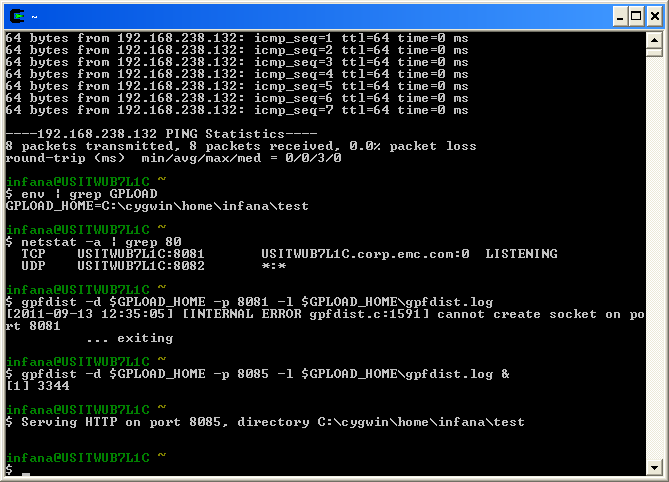 ~
64 bytes from 192.168.238.132: icmp_seq=1 ttl=64 time=0 ms
64 bytes from 192.168.238.132: icmp_seq=2 ttl=64 time=0 ms
64 bytes from 192.168.238.132: icmp_seq=3 ttl=64 time=0 ms
64 bytes from 192.168.238.132: icmp_seq=4 ttl=64 time=0 ms
64 bytes from 192.168.238.132: icmp_seq=5 ttl=64 time=0 ms
64 bytes from 192.168.238.132: icmp_seq=6 ttl=64 time=0 ms
64 bytes from 192.168.238.132: icmp_seq=7 ttl=64 time=0 ms
----192.168.238.132 PING Statistics----
8 packets transmitted, 8 packets received, 0.0% packet loss
round-trip (ms)  min/avg/max/med = 0/0/3/0
infana@USITWUB7L1C ~
$ env | grep GPLOAD
GPLOAD_HOME=C:\cygwin\home\infana\test
infana@USITWUB7L1C ~
$ netstat -a | grep 80
  TCP    USITWUB7L1C:8081       USITWUB7L1C.corp.emc.com:0  LISTENING
  UDP    USITWUB7L1C:8082       *:*
infana@USITWUB7L1C ~
$ gpfdist -d $GPLOAD_HOME -p 8081 -l $GPLOAD_HOME\gpfdist.log
[2011-09-13 12:35:05] [INTERNAL ERROR gpfdist.c:1591] cannot create socket on po
rt 8081
          ... exiting
infana@USITWUB7L1C ~
$ gpfdist -d $GPLOAD_HOME -p 8085 -l $GPLOAD_HOME\gpfdist.log &
[1] 3344
infana@USITWUB7L1C ~
$ Serving HTTP on port 8085, directory C:\cygwin\home\infana\test
infana@USITWUB7L1C ~
$